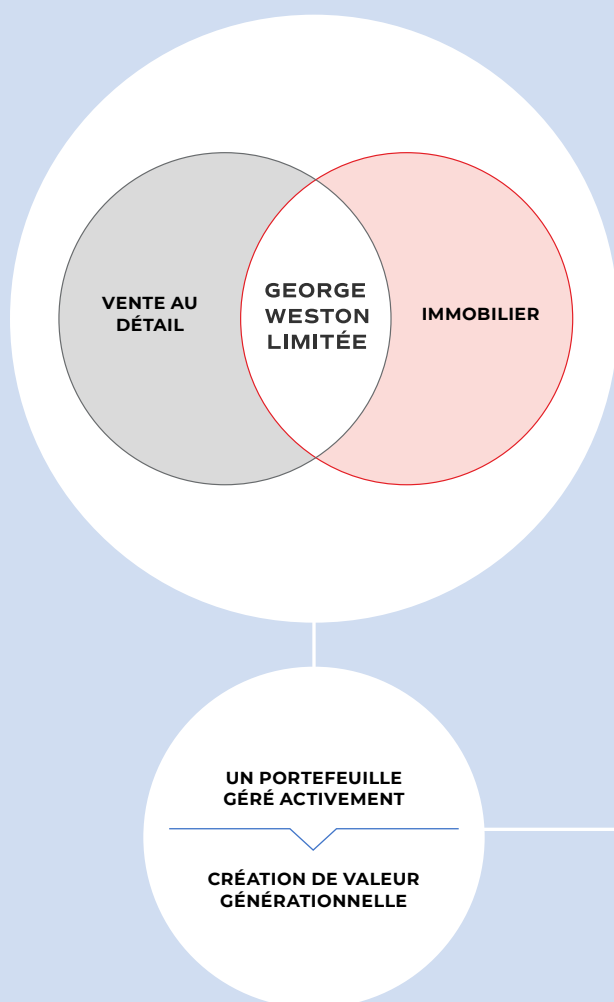 VENTE AU
DÉTAIL
GEORGE
WESTON
LIMITÉE
IMMOBILIER
UN PORTEFEUILLE
GÉRÉ ACTIVEMENT
CRÉATION DE VALEUR
GÉNÉRATIONNELLE